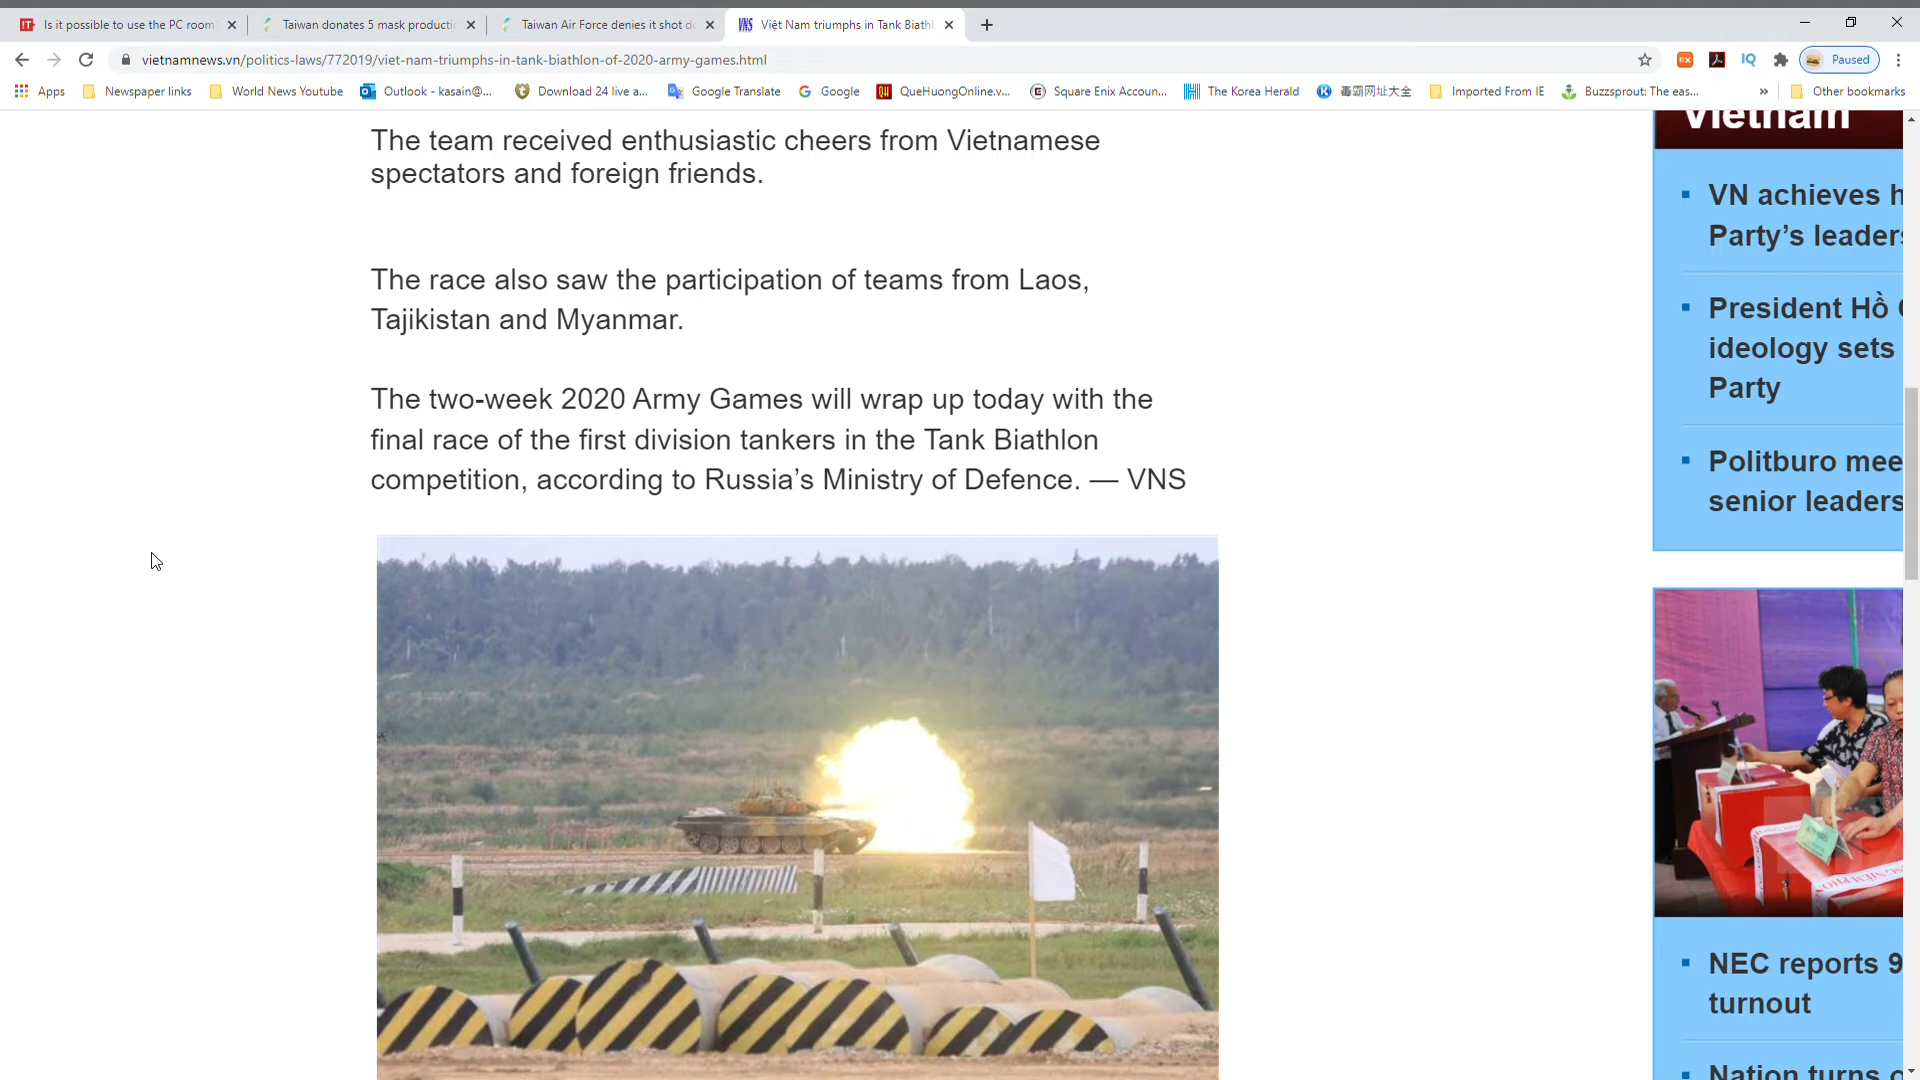 Is it possible to use the PC room
Taiwan donates 5 mask producti
Taiwan Air Force denies it shot d
VNS Việt Nam triumphs in Tank Biathl
vietnamnews.vn/politics-laws/772019/viet-nam-triumphs-in-tank-biathlon-of-2020-army-games.html
Paused
Apps
Newspaper links
World News Youtube
Outlook - kasain@...
Download 24 live a...
Google Translate
Google
QueHuongOnline.v...
Square Enix Accoun...
The Korea Herald
毒霸网址大全
Imported From IE
Buzzsprout: The eas...
»
Other bookmarks
The team received enthusiastic cheers from Vietnamese
spectators and foreign friends.
The race also saw the participation of teams from Laos,
Tajikistan and Myanmar.
The two-week 2020 Army Games will wrap up today with the
final race of the first division tankers in the Tank Biathlon
competition, according to Russia's Ministry of Defence. — VNS
Vietnam
VN achieves h
Party's leaders
President Hồ C
ideology sets
Party
Politburo mee
senior leaders
NEC reports 9
turnout
Nation turns o